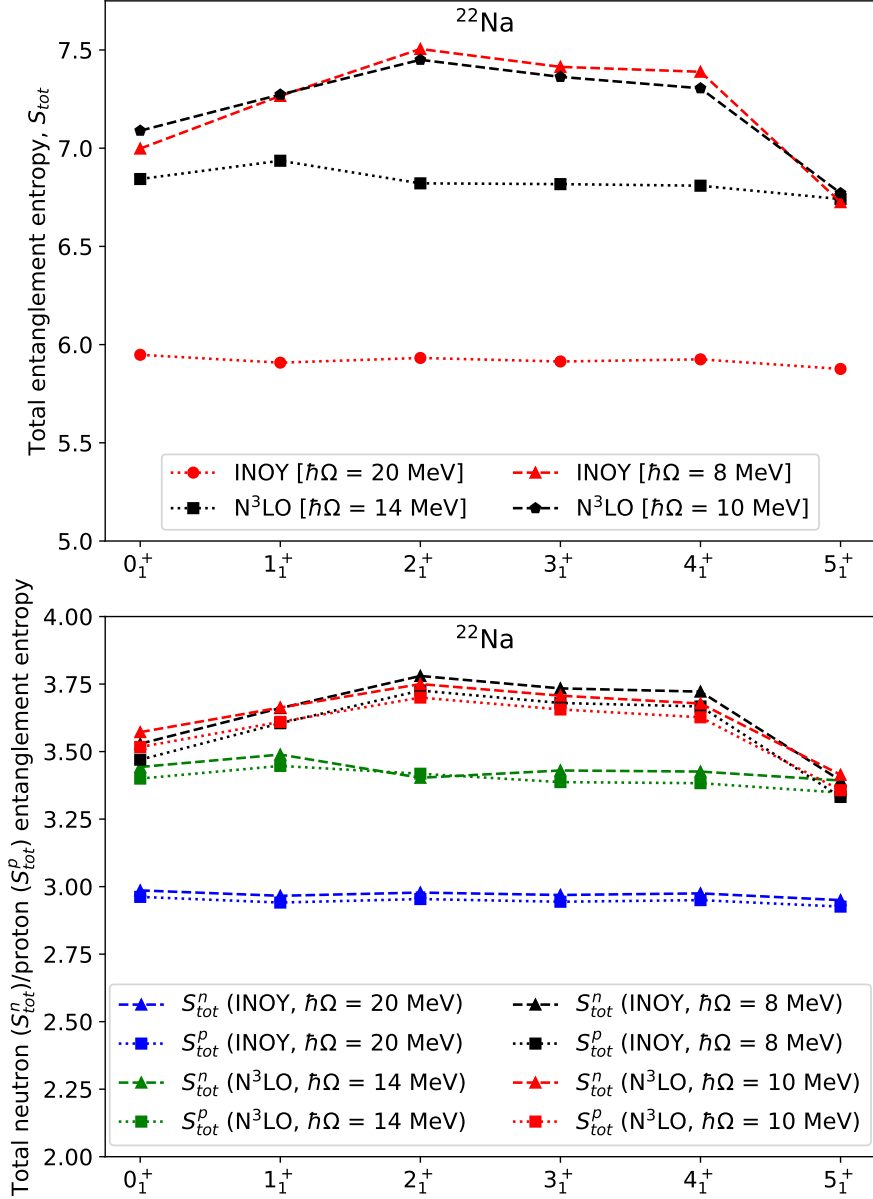 ²²Na
Total entanglement entropy, S_tot
7.5
7.0
6.5
6.0
5.5
5.0
INOY [ℏΩ = 20 MeV]
N³LO [ℏΩ = 14 MeV]
INOY [ℏΩ = 8 MeV]
N³LO [ℏΩ = 10 MeV]
0₁⁺ 1₁⁺ 2₁⁺ 3₁⁺ 4₁⁺ 5₁⁺
²²Na
Total neutron (Sⁿ_tot)/proton (Sᵖ_tot) entanglement entropy
4.00
3.75
3.50
3.25
3.00
2.75
2.50
2.25
2.00
Sⁿ_tot (INOY, ℏΩ = 20 MeV)
Sᵖ_tot (INOY, ℏΩ = 20 MeV)
Sⁿ_tot (N³LO, ℏΩ = 14 MeV)
Sᵖ_tot (N³LO, ℏΩ = 14 MeV)
Sⁿ_tot (INOY, ℏΩ = 8 MeV)
Sᵖ_tot (INOY, ℏΩ = 8 MeV)
Sⁿ_tot (N³LO, ℏΩ = 10 MeV)
Sᵖ_tot (N³LO, ℏΩ = 10 MeV)
0₁⁺ 1₁⁺ 2₁⁺ 3₁⁺ 4₁⁺ 5₁⁺